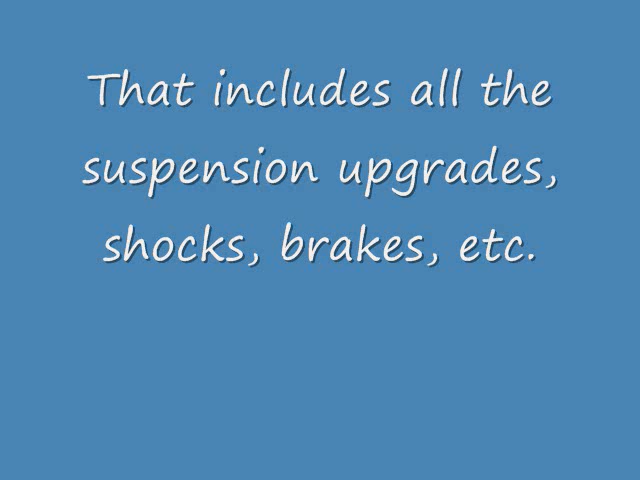 That includes all the
suspension upgrades,
shocks, brakes, etc.